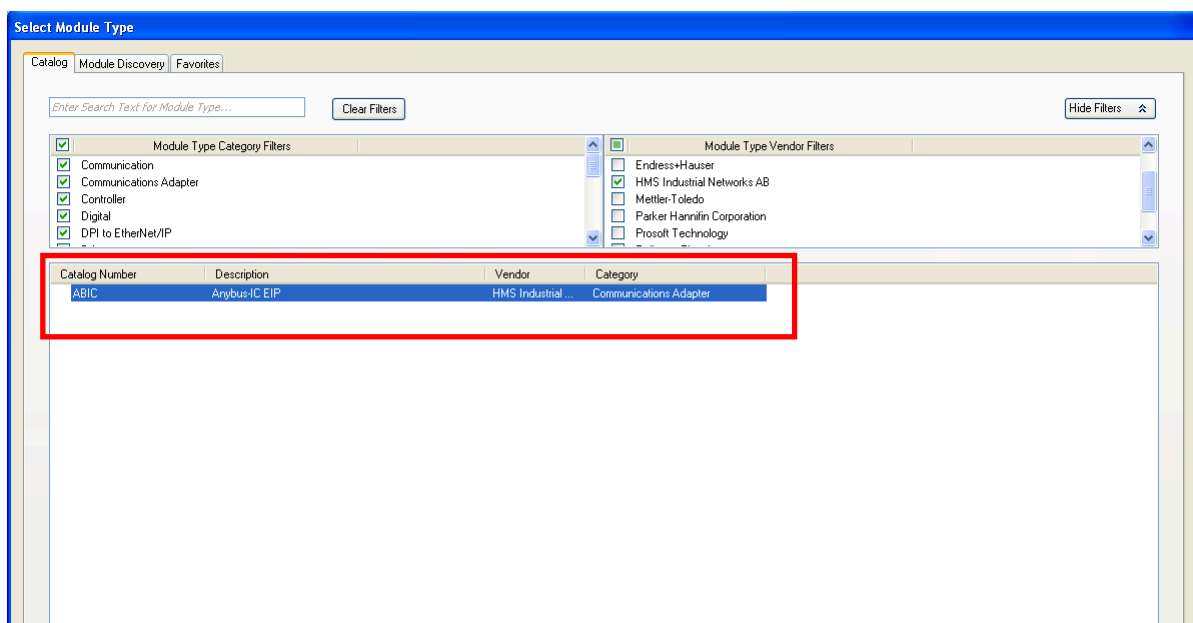 Select Module Type
Catalog Module Discovery Favorites
Enter Search Text for Module Type... Clear Filters Hide Filters
Module Type Category Filters Module Type Vendor Filters
Communication Endress+Hauser
Communications Adapter HMS Industrial Networks AB
Controller Mettler-Toledo
Digital Parker Hannifin Corporation
DPI to EtherNet/IP Prosoft Technology
Catalog Number Description Vendor Category
ABIC Anybus-IC EIP HMS Industrial ... Communications Adapter